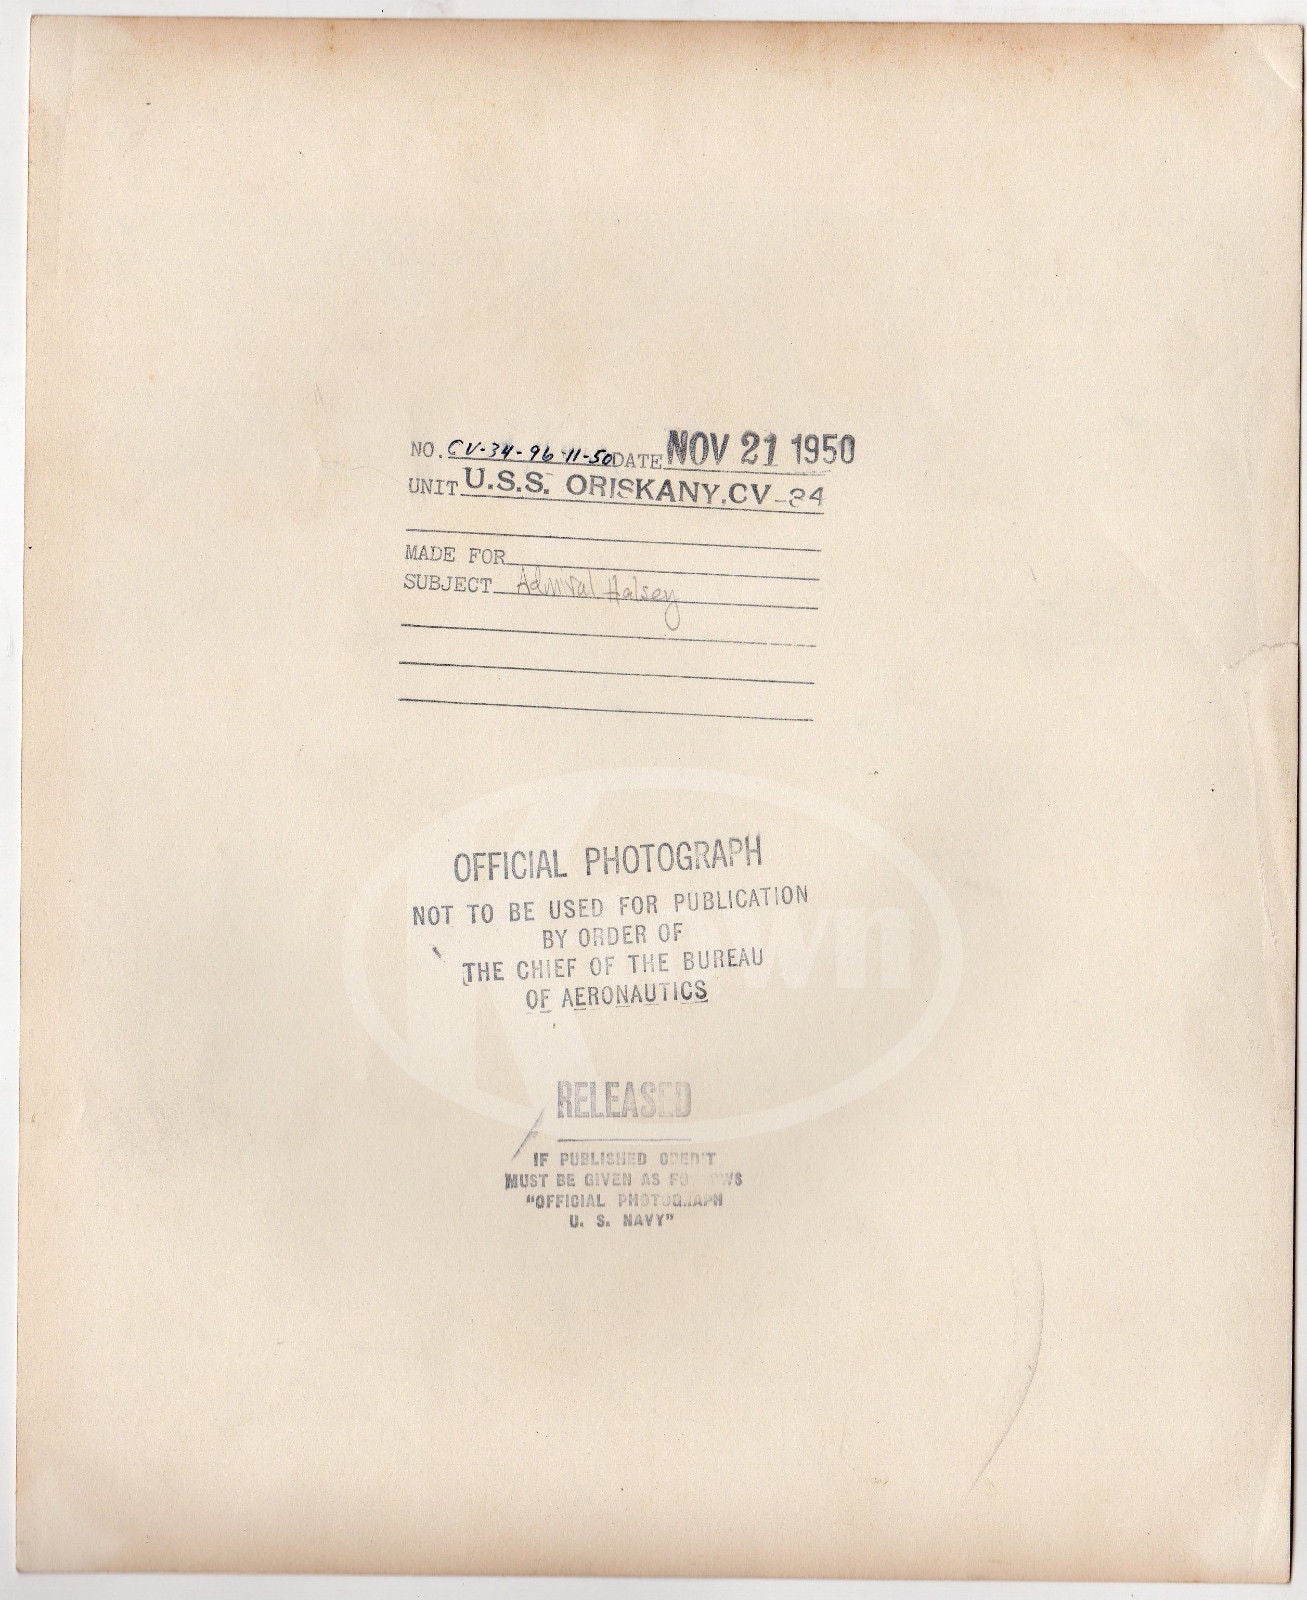 NO. CV-34-96-11-50 DATE NOV 21 1950
UNIT U.S.S. ORISKANY, CV-34
MADE FOR
SUBJECT Admiral Halsey
OFFICIAL PHOTOGRAPH
NOT TO BE USED FOR PUBLICATION
BY ORDER OF
THE CHIEF OF THE BUREAU
OF AERONAUTICS
RELEASED
IF PUBLISHED CREDIT
MUST BE GIVEN AS FOLLOWS
"OFFICIAL PHOTOGRAPH
U. S. NAVY"